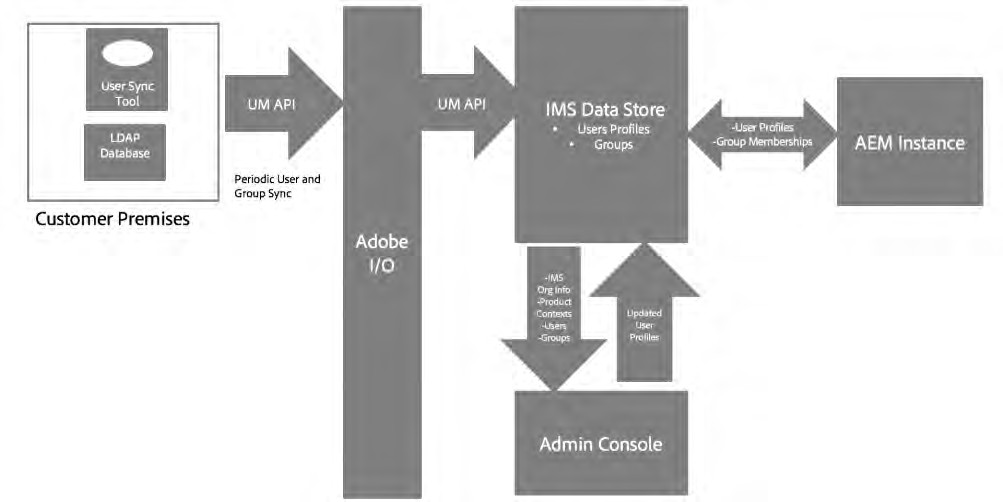 User Sync
Tool
LDAP
Database
Customer Premises
UM API
Periodic User and
Group Sync
Adobe
I/O
UM API
IMS Data Store
• Users Profiles
• Groups
-User Profiles
-Group Memberships
AEM Instance
-IMS
Org Info
-Product
Contexts
-Users
-Groups
Updated
User
Profiles
Admin Console